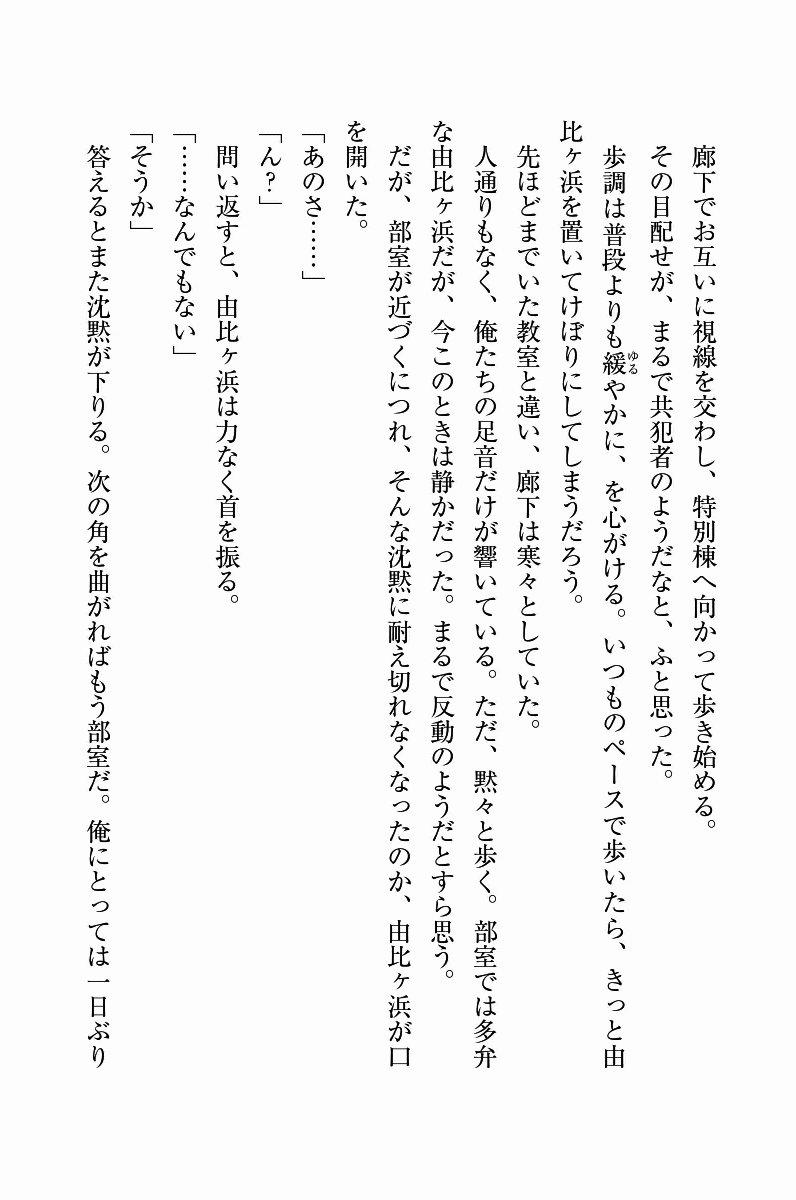 廊下でお互いに視線を交わし、特別棟へ向かって歩き始める。
その目配せが、まるで共犯者のようだなと、ふと思った。
歩調は普段よりも緩やかに、を心がける。いつものペースで歩いたら、きっと由
比ヶ浜を置いてけぼりにしてしまうだろう。
先ほどまでいた教室と違い、廊下は寒々としていた。
人通りもなく、俺たちの足音だけが響いている。ただ、黙々と歩く。部室では多弁
な由比ヶ浜だが、今このときは静かだった。まるで反動のようだとすら思う。
だが、部室が近づくにつれ、そんな沈黙に耐え切れなくなったのか、由比ヶ浜が口
を開いた。
「あのさ……」
「ん?」
問い返すと、由比ヶ浜は力なく首を振る。
「……なんでもない」
「そうか」
答えるとまた沈黙が下りる。次の角を曲がればもう部室だ。俺にとっては一日ぶり